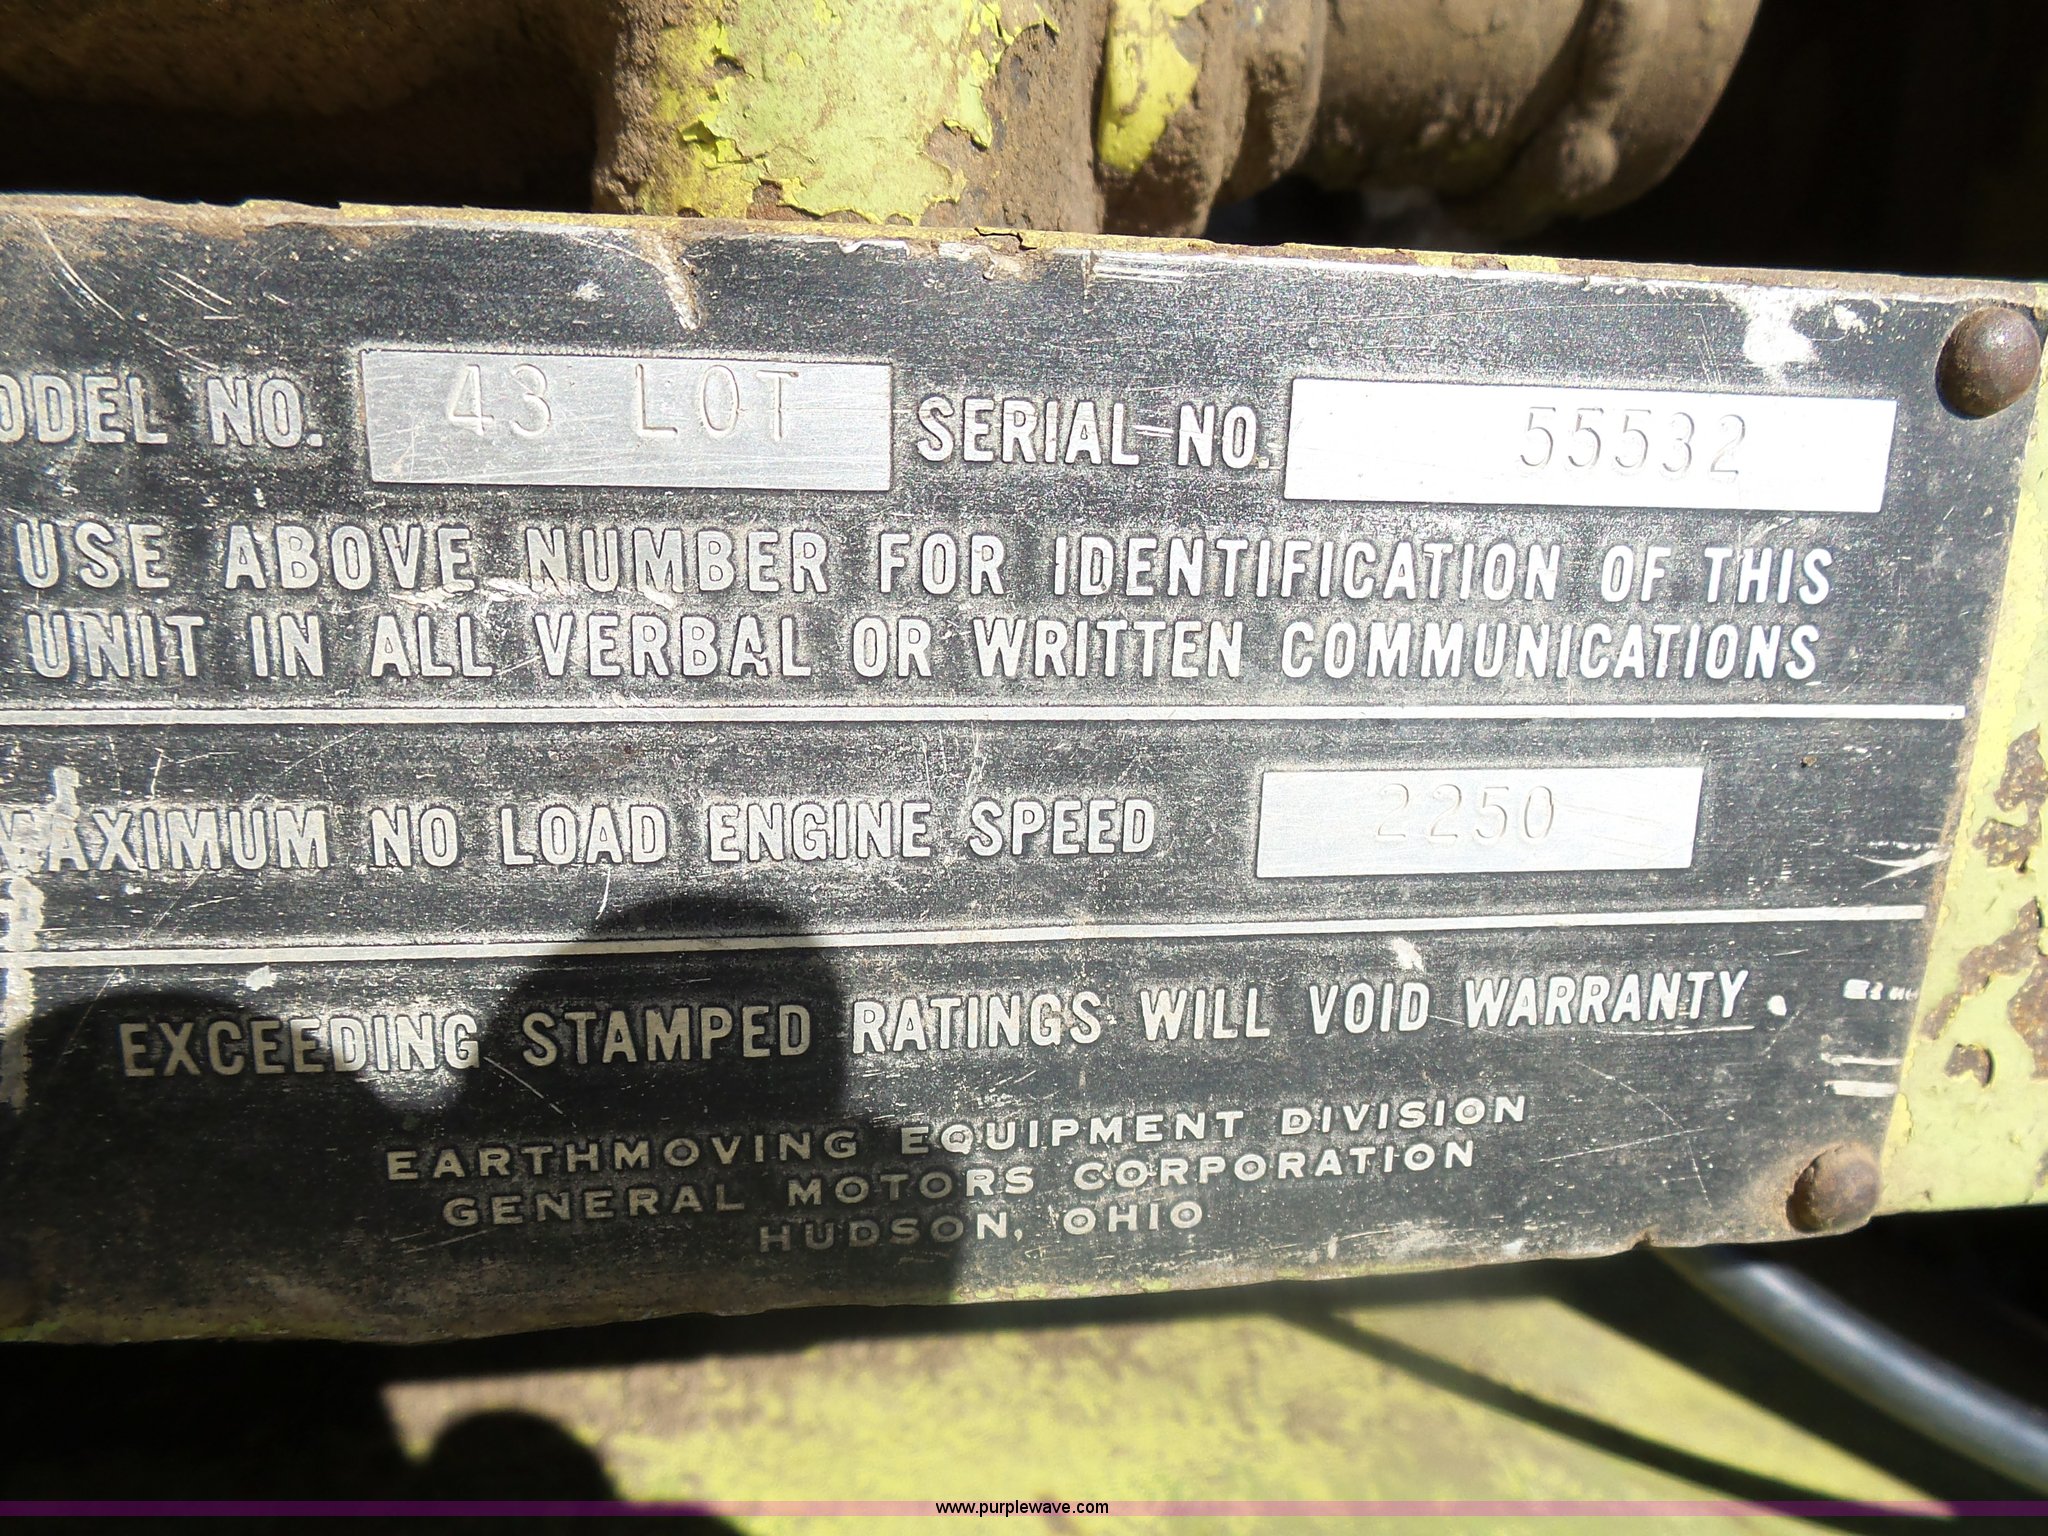 ODEL NO. 43 LOT SERIAL NO. 55532
USE ABOVE NUMBER FOR IDENTIFICATION OF THIS
UNIT IN ALL VERBAL OR WRITTEN COMMUNICATIONS
MAXIMUM NO LOAD ENGINE SPEED 2250
EXCEEDING STAMPED RATINGS WILL VOID WARRANTY.
EARTHMOVING EQUIPMENT DIVISION
GENERAL MOTORS CORPORATION
HUDSON, OHIO
www.purplewave.com